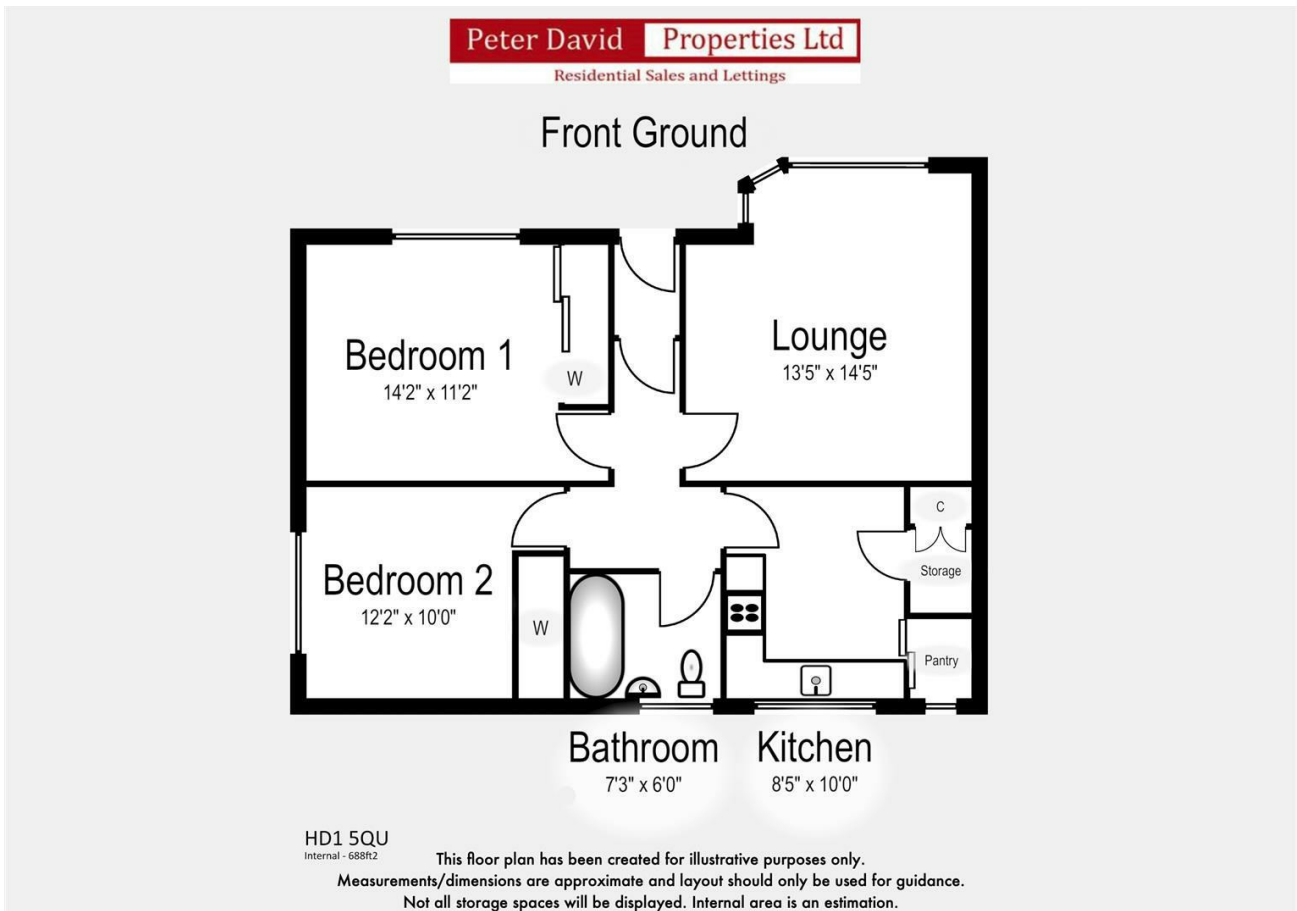 Peter David Properties Ltd
Residential Sales and Lettings
Front Ground
Bedroom 1
14'2" x 11'2"
W
Lounge
13'5" x 14'5"
Bedroom 2
12'2" x 10'0"
W
C
Storage
Pantry
Bathroom
7'3" x 6'0"
Kitchen
8'5" x 10'0"
HD1 5QU
Internal - 688ft2
This floor plan has been created for illustrative purposes only.
Measurements/dimensions are approximate and layout should only be used for guidance.
Not all storage spaces will be displayed. Internal area is an estimation.